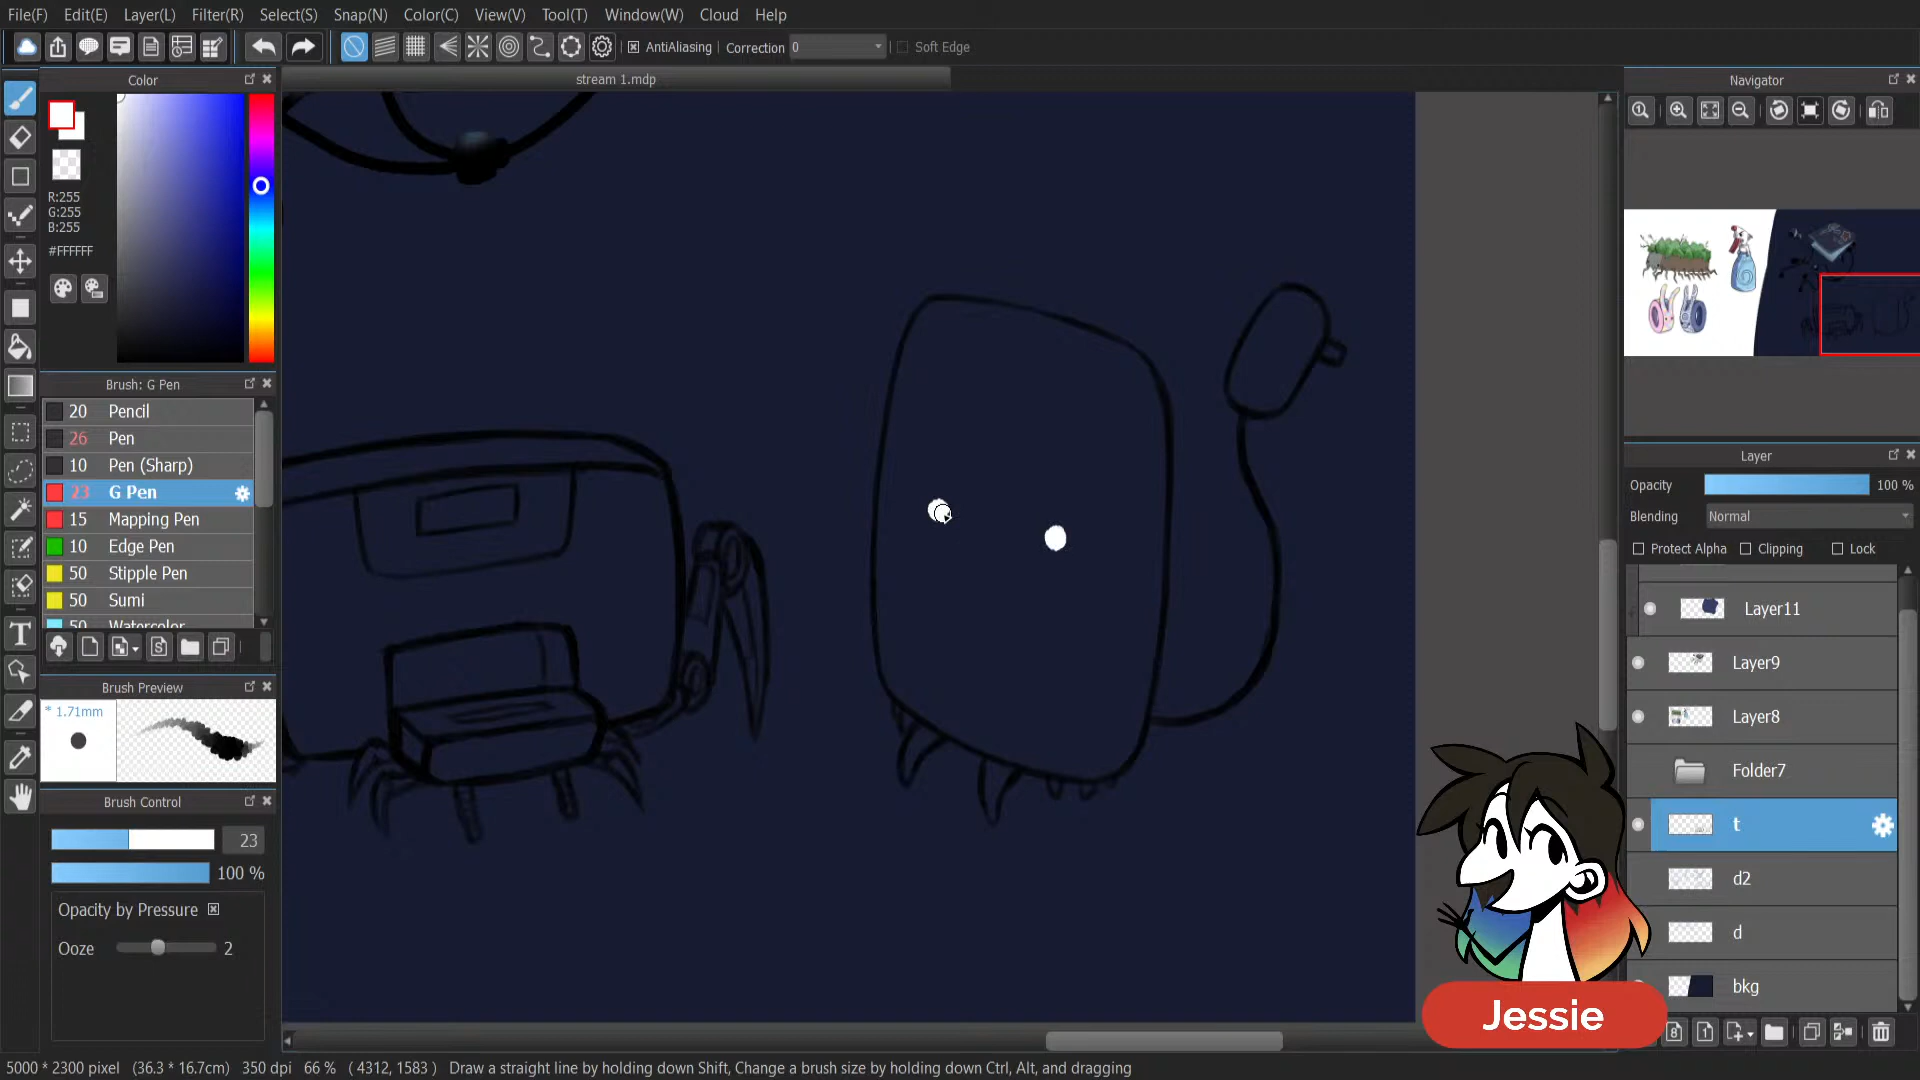 File(F) Edit(E) Layer(L) Filter(R) Select(S) Snap(N) Color(C) View(V) Tool(T) Window(W) Cloud Help
AntiAliasing Correction 0 Soft Edge
Color
stream 1.mdp
Navigator
R:255
G:255
B:255
#FFFFFF
Brush: G Pen
20 Pencil
26 Pen
10 Pen (Sharp)
23 G Pen
15 Mapping Pen
10 Edge Pen
50 Stipple Pen
50 Sumi
50 Watercolor
Brush Preview
* 1.71mm
Brush Control
23
100 %
Opacity by Pressure
Ooze 2
Layer
Opacity 100 %
Blending Normal
Protect Alpha Clipping Lock
Layer11
Layer9
Layer8
Folder7
t
d2
d
bkg
Jessie
5000 * 2300 pixel (36.3 * 16.7cm) 350 dpi 66 % ( 4312, 1583 ) Draw a straight line by holding down Shift, Change a brush size by holding down Ctrl, Alt, and dragging